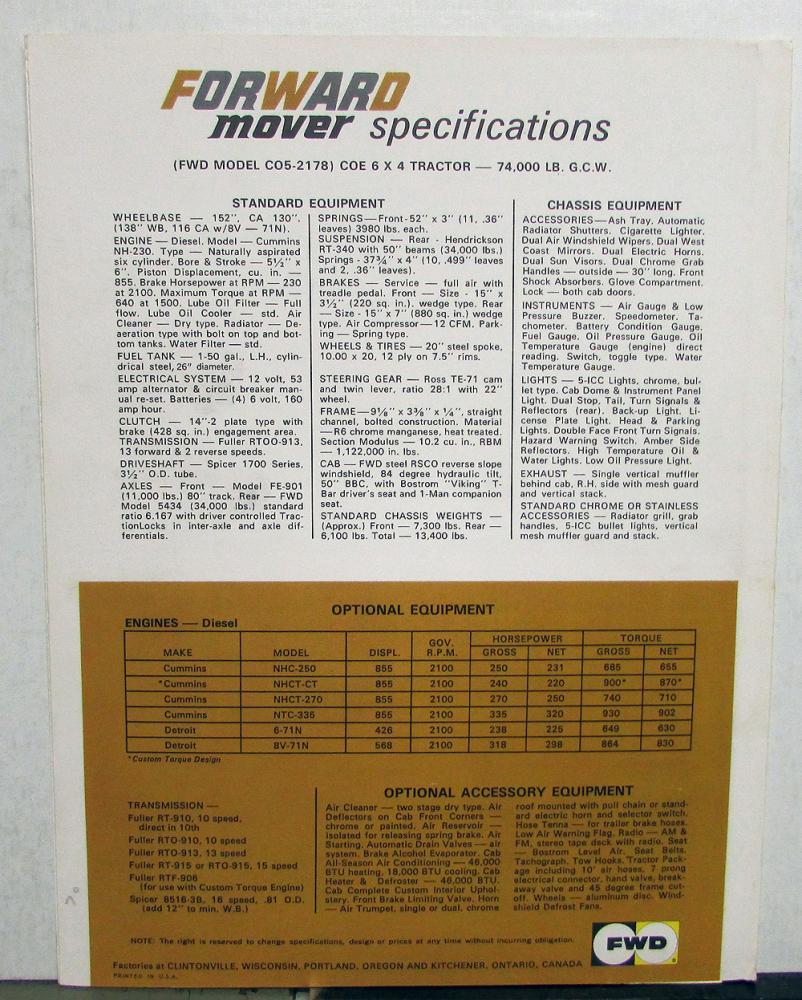 FORWARD
mover specifications
(FWD MODEL CO5-2178) COE 6 X 4 TRACTOR — 74,000 LB. G.C.W.
STANDARD EQUIPMENT
WHEELBASE — 152", CA 130".
(138" WB, 116 CA w/8V — 71N).
ENGINE — Diesel. Model — Cummins
NH-230. Type — Naturally aspirated
six cylinder. Bore & Stroke — 5½" x
6". Piston Displacement, cu. in. —
855. Brake Horsepower at RPM — 230
at 2100. Maximum Torque at RPM —
640 at 1500. Lube Oil Filter — Full
flow. Lube Oil Cooler — std. Air
Cleaner — Dry type. Radiator — De-
aeration type with bolt on top and bot-
tom tanks. Water Filter — std.
FUEL TANK — 1-50 gal., L.H., cylin-
drical steel, 26" diameter.
ELECTRICAL SYSTEM — 12 volt, 53
amp alternator & circuit breaker man-
ual re-set. Batteries — (4) 6 volt, 160
amp hour.
CLUTCH — 14"-2 plate type with
brake (428 sq. in.) engagement area.
TRANSMISSION — Fuller RTOO-913,
13 forward & 2 reverse speeds.
DRIVESHAFT — Spicer 1700 Series,
3½" O.D. tube.
AXLES — Front — Model FE-901
(11,000 lbs.) 80" track. Rear — FWD
Model 5434 (34,000 lbs.) standard
ratio 6.167 with driver controlled Trac-
tionLocks in inter-axle and axle dif-
ferentials.
SPRINGS—Front-52" x 3" (11, .36"
leaves) 3980 lbs. each.
SUSPENSION — Rear - Hendrickson
RT-340 with 50" beams (34,000 lbs.)
Springs - 37¾" x 4" (10, .499" leaves
and 2, .36" leaves).
BRAKES — Service — full air with
treadle pedal. Front — Size - 15" x
3½" (220 sq. in.). wedge type. Rear
— Size - 15" x 7" (880 sq. in.) wedge
type. Air Compressor—12 CFM. Park-
ing — Spring type.
WHEELS & TIRES — 20" steel spoke,
10.00 x 20, 12 ply on 7.5" rims.
STEERING GEAR — Ross TE-71 cam
and twin lever, ratio 28:1 with 22"
wheel.
FRAME—9⅛" x 3⅜" x ¼", straight
channel, bolted construction. Material
—R6 chrome manganese, heat treated.
Section Modulus — 10.2 cu. in., RBM
— 1,122,000 in. lbs.
CAB — FWD steel RSCO reverse slope
windshield, 84 degree hydraulic tilt,
50" BBC, with Bostrom "Viking" T-
Bar driver's seat and 1-Man companion
seat.
STANDARD CHASSIS WEIGHTS —
(Approx.) Front — 7,300 lbs. Rear —
6,100 lbs. Total — 13,400 lbs.
CHASSIS EQUIPMENT
ACCESSORIES—Ash Tray. Automatic
Radiator Shutters. Cigarette Lighter.
Dual Air Windshield Wipers. Dual West
Coast Mirrors. Dual Electric Horns.
Dual Sun Visors. Dual Chrome Grab
Handles — outside — 30" long. Front
Shock Absorbers. Glove Compartment.
Lock — both cab doors.
INSTRUMENTS — Air Gauge & Low
Pressure Buzzer. Speedometer. Ta-
chometer. Battery Condition Gauge.
Fuel Gauge. Oil Pressure Gauge. Oil
Temperature Gauge (engine) direct
reading. Switch, toggle type. Water
Temperature Gauge.
LIGHTS — 5-ICC Lights, chrome, bul-
let type. Cab Dome & Instrument Panel
Light. Dual Stop, Tail, Turn Signals &
Reflectors (rear). Back-up Light. Li-
cense Plate Light. Head & Parking
Lights. Double Face Front Turn Signals.
Hazard Warning Switch. Amber Side
Reflectors. High Temperature Oil &
Water Lights. Low Oil Pressure Light.
EXHAUST — Single vertical muffler
behind cab, R.H. side with mesh guard
and vertical stack.
STANDARD CHROME OR STAINLESS
ACCESSORIES — Radiator grill, grab
handles, 5-ICC bullet lights, vertical
mesh muffler guard and stack.
OPTIONAL EQUIPMENT
ENGINES — Diesel
MAKE MODEL DISPL. GOV. R.P.M. HORSEPOWER GROSS NET TORQUE GROSS NET
Cummins NHC-250 855 2100 250 231 685 655
*Cummins NHCT-CT 855 2100 240 220 900* 870*
Cummins NHCT-270 855 2100 270 250 740 710
Cummins NTC-335 855 2100 335 320 930 902
Detroit 6-71N 426 2100 238 225 649 630
Detroit 8V-71N 568 2100 318 298 864 830
*Custom Torque Design
TRANSMISSION —
Fuller RT-910, 10 speed,
direct in 10th
Fuller RTO-910, 10 speed
Fuller RTO-913, 13 speed
Fuller RT-915 or RTO-915, 15 speed
Fuller RTF-906
(for use with Custom Torque Engine)
Spicer 8516-3B, 16 speed, .81 O.D.
(add 12" to min. W.B.)
OPTIONAL ACCESSORY EQUIPMENT
Air Cleaner — two stage dry type. Air
Deflectors on Cab Front Corners —
chrome or painted. Air Reservoir —
isolated for releasing spring brake. Air
Starting. Automatic Drain Valves — air
system. Brake Alcohol Evaporator. Cab
All-Season Air Conditioning — 46,000
BTU heating, 18,000 BTU cooling. Cab
Heater & Defroster — 46,000 BTU.
Cab Complete Custom Interior Uphol-
stery. Front Brake Limiting Valve. Horn
— Air Trumpet, single or dual, chrome
roof mounted with pull chain or stand-
ard electric horn and selector switch.
Hose Tenna — for trailer brake hoses.
Low Air Warning Flag. Radio — AM &
FM, stereo tape deck with radio. Seat
— Bostrom Level Air. Seat Belts.
Tachograph. Tow Hooks. Tractor Pack-
age including 10' air hoses, 7 prong
electrical connector, hand valve, break-
away valve and 45 degree frame cut-
off. Wheels — aluminum disc. Wind-
shield Defrost Fans.
NOTE: The right is reserved to change specifications, design or prices at any time without incurring obligation.
FWD
Factories at CLINTONVILLE, WISCONSIN, PORTLAND, OREGON AND KITCHENER, ONTARIO, CANADA
PRINTED IN U.S.A.